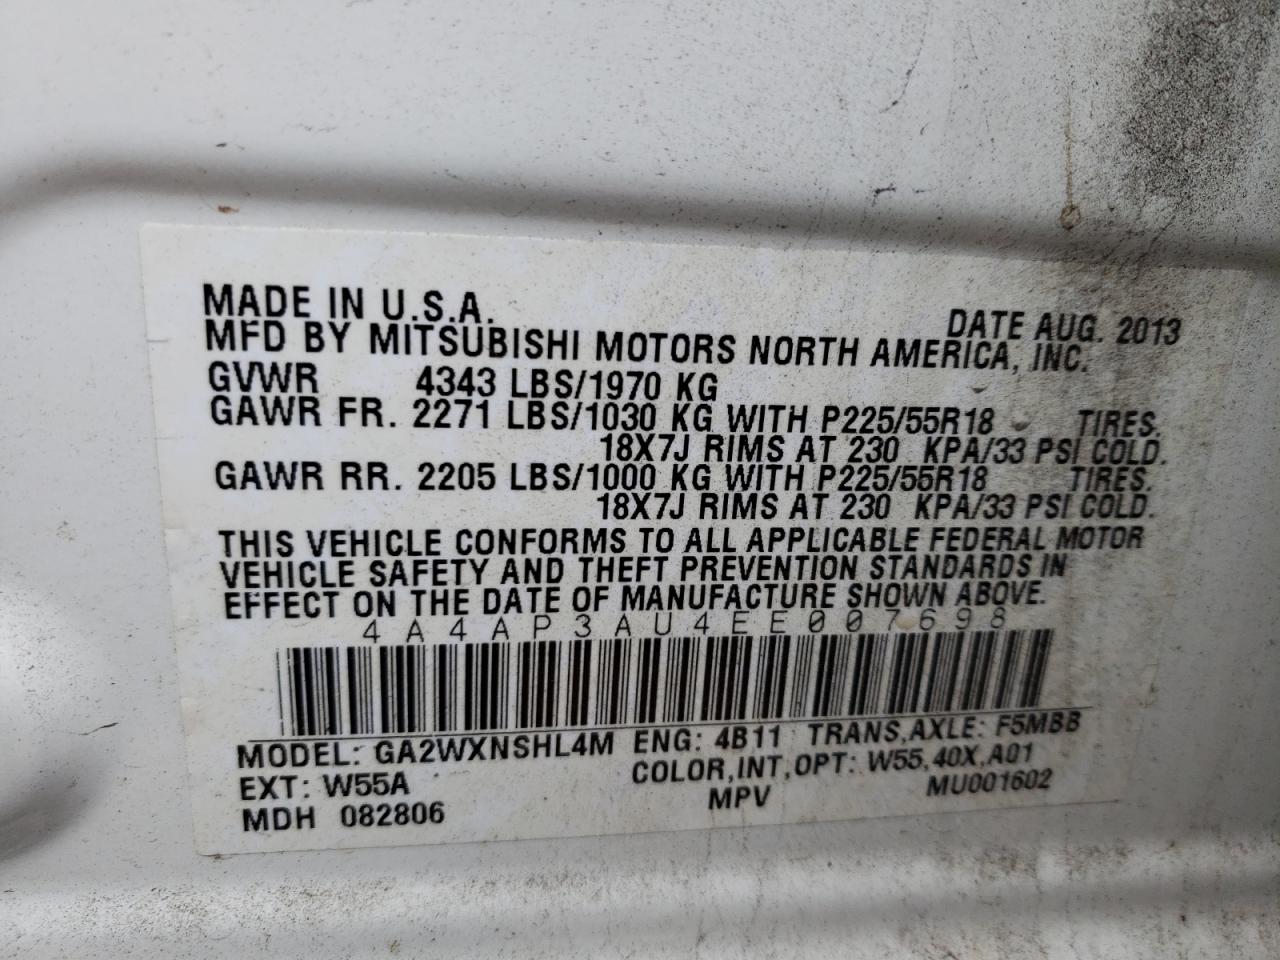 MADE IN U.S.A. DATE AUG. 2013
MFD BY MITSUBISHI MOTORS NORTH AMERICA, INC.
GVWR 4343 LBS/1970 KG
GAWR FR. 2271 LBS/1030 KG WITH P225/55R18 TIRES.
18X7J RIMS AT 230 KPA/33 PSI COLD.
GAWR RR. 2205 LBS/1000 KG WITH P225/55R18 TIRES.
18X7J RIMS AT 230 KPA/33 PSI COLD.
THIS VEHICLE CONFORMS TO ALL APPLICABLE FEDERAL MOTOR
VEHICLE SAFETY AND THEFT PREVENTION STANDARDS IN
EFFECT ON THE DATE OF MANUFACTURE SHOWN ABOVE.
4A4AP3AU4EE007698
MODEL: GA2WXNSHL4M ENG: 4B11 TRANS,AXLE: F5MBB
EXT: W55A COLOR,INT,OPT: W55,40X,A01
MDH 082806 MPV MU001602